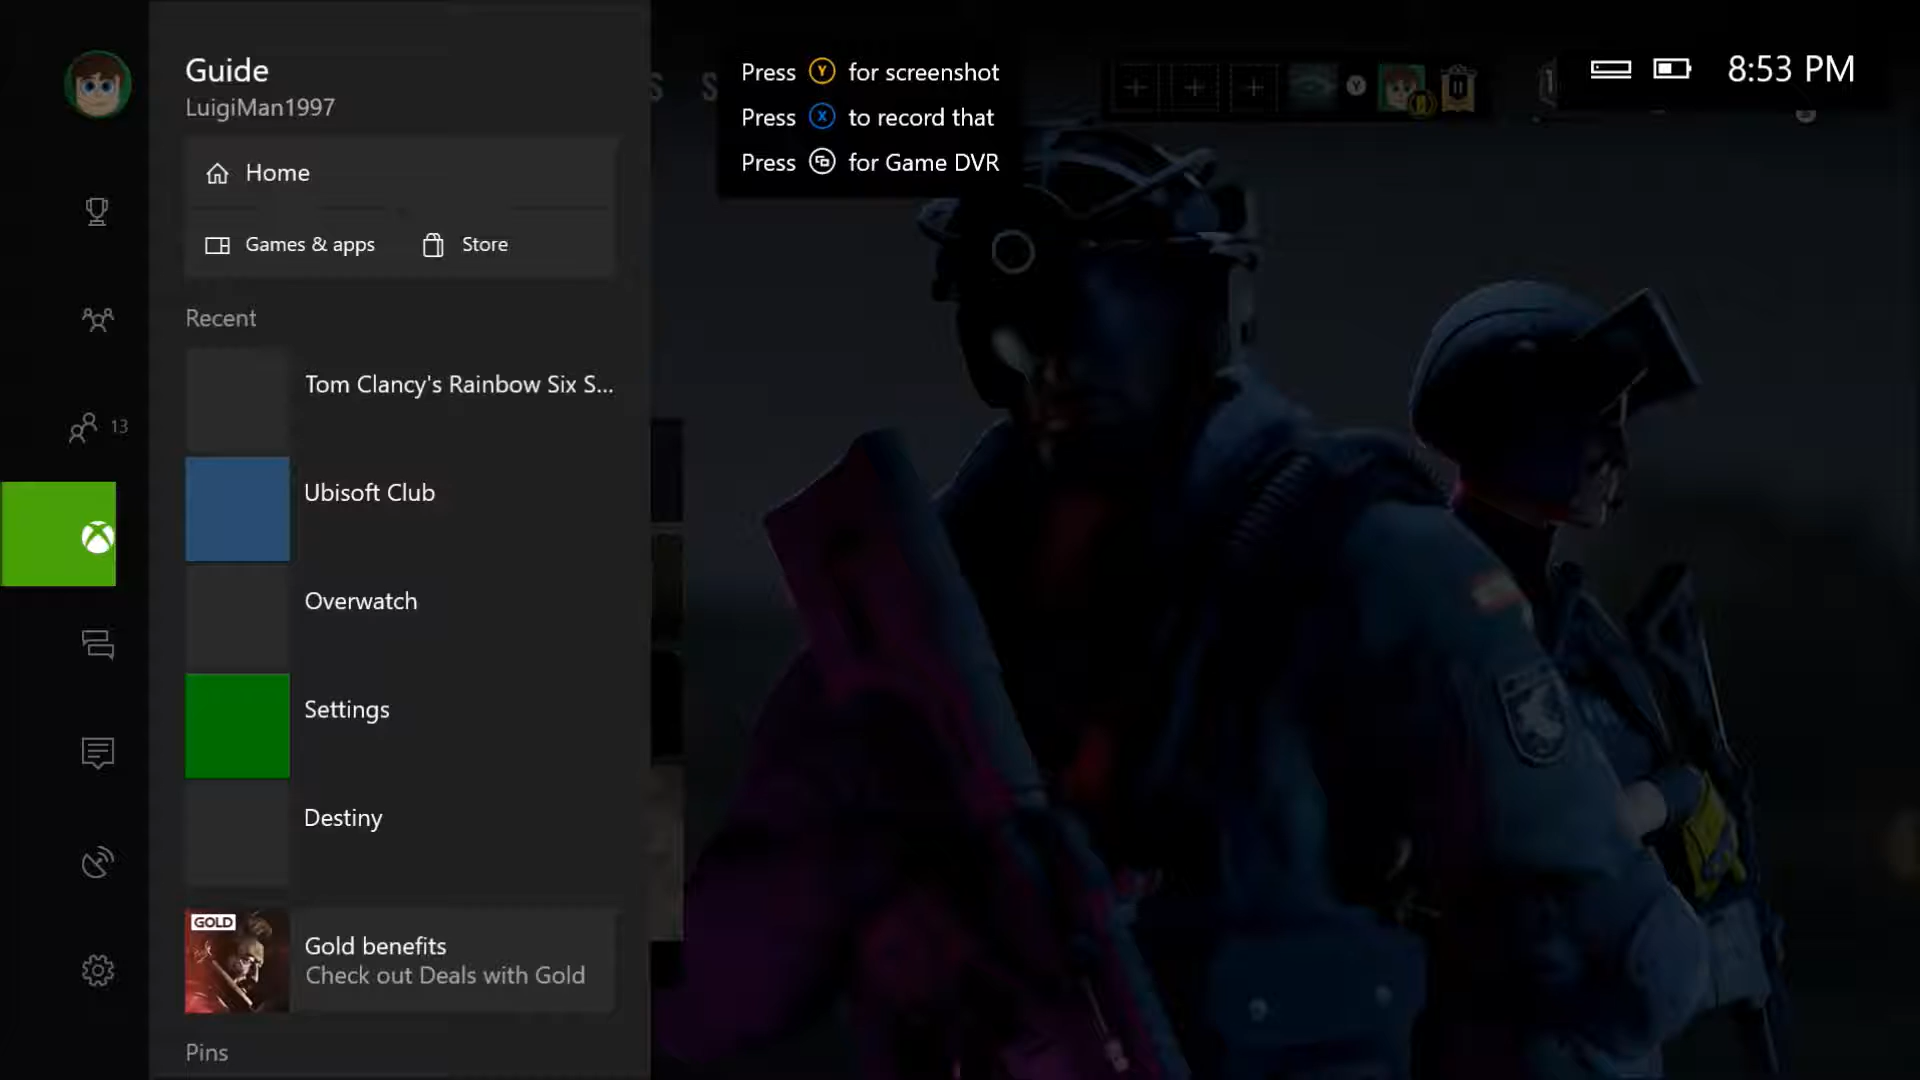 Guide
LuigiMan1997
Home
Games & apps
Store
Recent
Tom Clancy's Rainbow Six S...
Ubisoft Club
Overwatch
Settings
Destiny
GOLD
Gold benefits
Check out Deals with Gold
Pins
13
Press Y for screenshot
Press X to record that
Press for Game DVR
S S
Y
8:53 PM